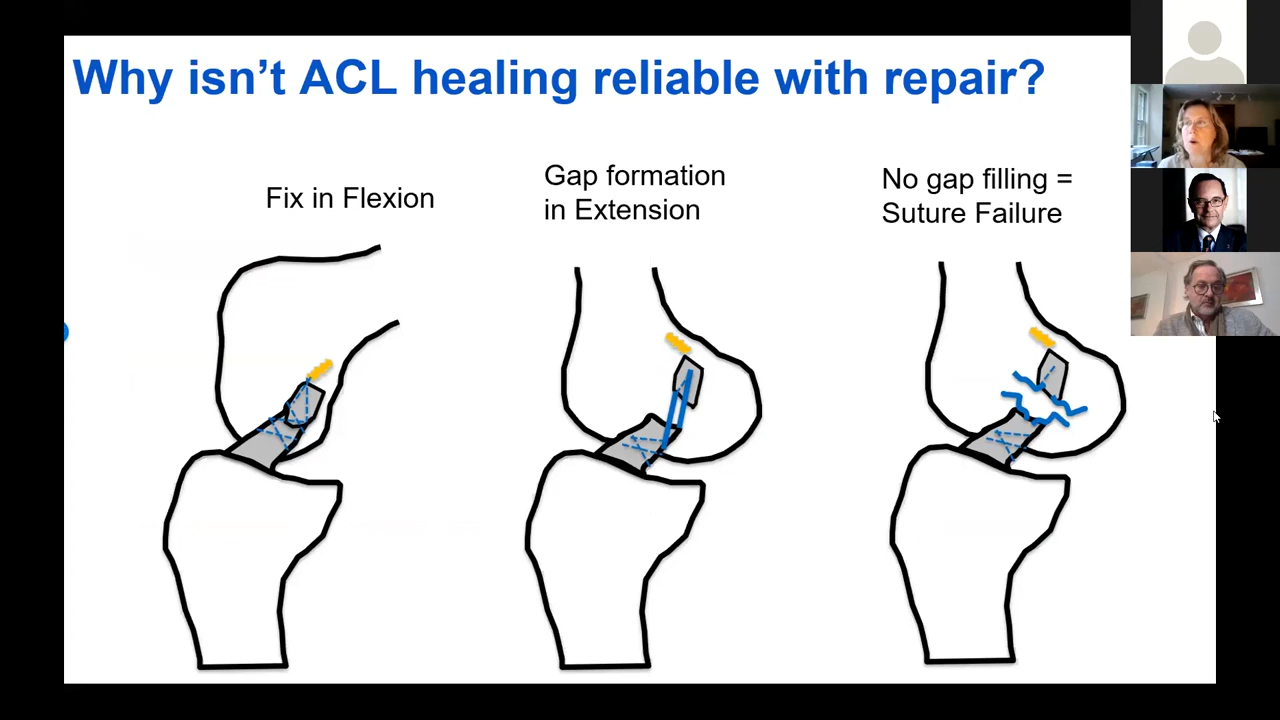 Why isn’t ACL healing reliable with repair?
Fix in Flexion
Gap formation
in Extension
No gap filling =
Suture Failure